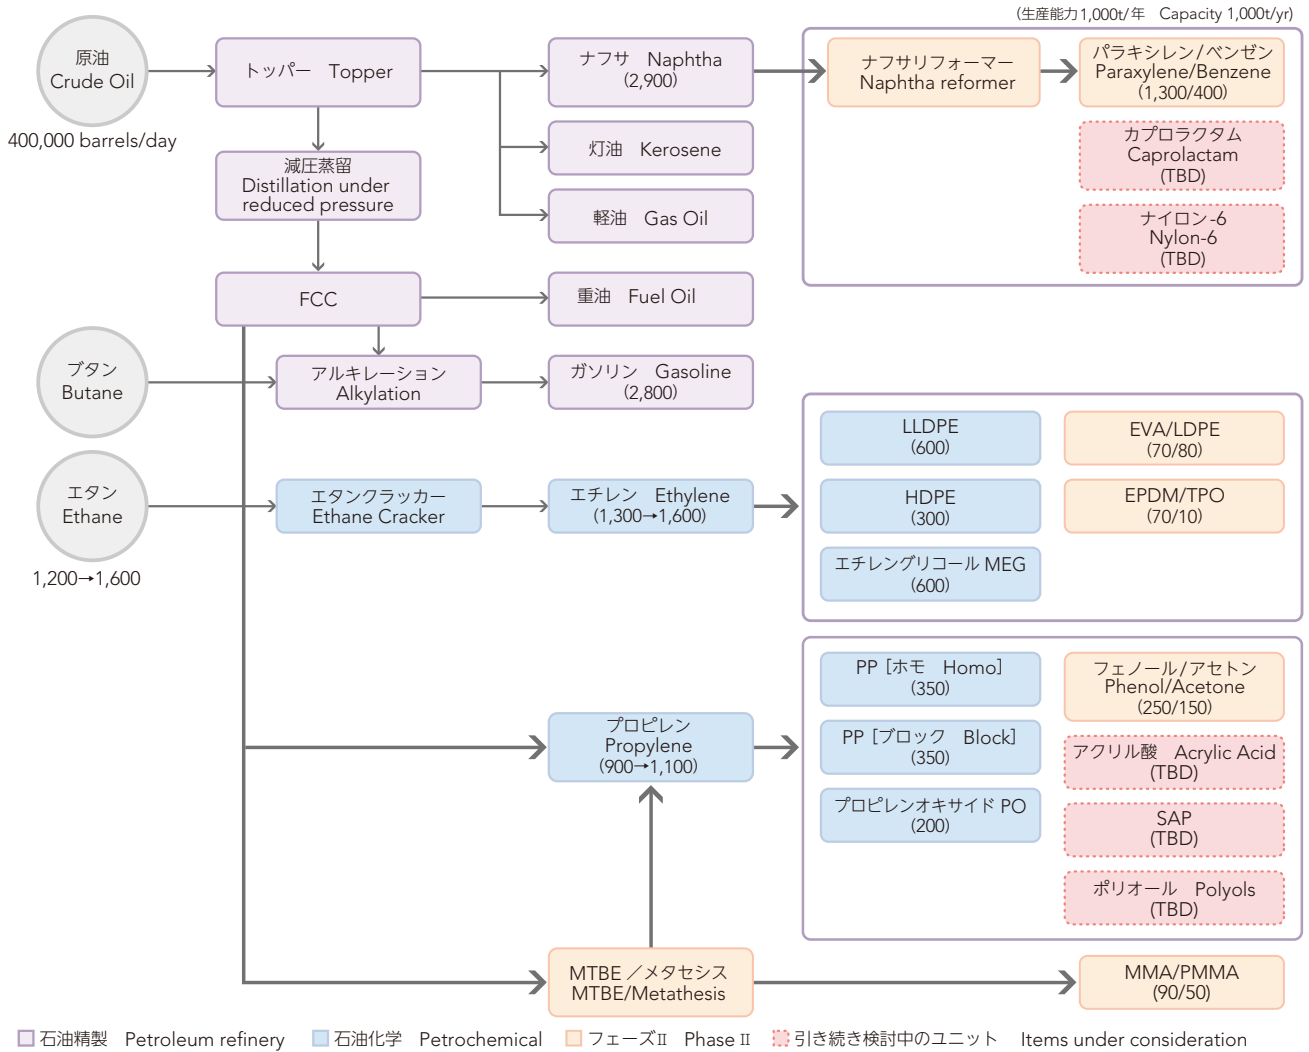 (生産能力1,000t/年　Capacity 1,000t/yr)
原油
Crude Oil
400,000 barrels/day
トッパー　Topper
ナフサ　Naphtha
(2,900)
ナフサリフォーマー
Naphtha reformer
パラキシレン/ベンゼン
Paraxylene/Benzene
(1,300/400)
灯油　Kerosene
カプロラクタム
Caprolactam
(TBD)
減圧蒸留
Distillation under
reduced pressure
軽油　Gas Oil
ナイロン-6
Nylon-6
(TBD)
FCC
重油　Fuel Oil
ブタン
Butane
アルキレーション
Alkylation
ガソリン　Gasoline
(2,800)
エタン
Ethane
1,200→1,600
エタンクラッカー
Ethane Cracker
エチレン　Ethylene
(1,300→1,600)
LLDPE
(600)
EVA/LDPE
(70/80)
HDPE
(300)
EPDM/TPO
(70/10)
エチレングリコール MEG
(600)
プロピレン
Propylene
(900→1,100)
PP [ホモ　Homo]
(350)
フェノール/アセトン
Phenol/Acetone
(250/150)
PP [ブロック　Block]
(350)
アクリル酸　Acrylic Acid
(TBD)
プロピレンオキサイド PO
(200)
SAP
(TBD)
ポリオール　Polyols
(TBD)
MTBE／メタセシス
MTBE/Metathesis
MMA/PMMA
(90/50)
石油精製　Petroleum refinery
石油化学　Petrochemical
フェーズII　Phase II
引き続き検討中のユニット　Items under consideration